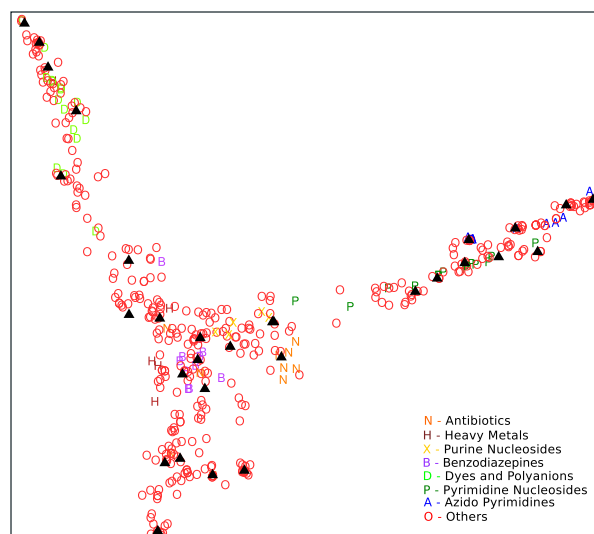 N - Antibiotics
H - Heavy Metals
X - Purine Nucleosides
B - Benzodiazepines
D - Dyes and Polyanions
P - Pyrimidine Nucleosides
A - Azido Pyrimidines
O - Others